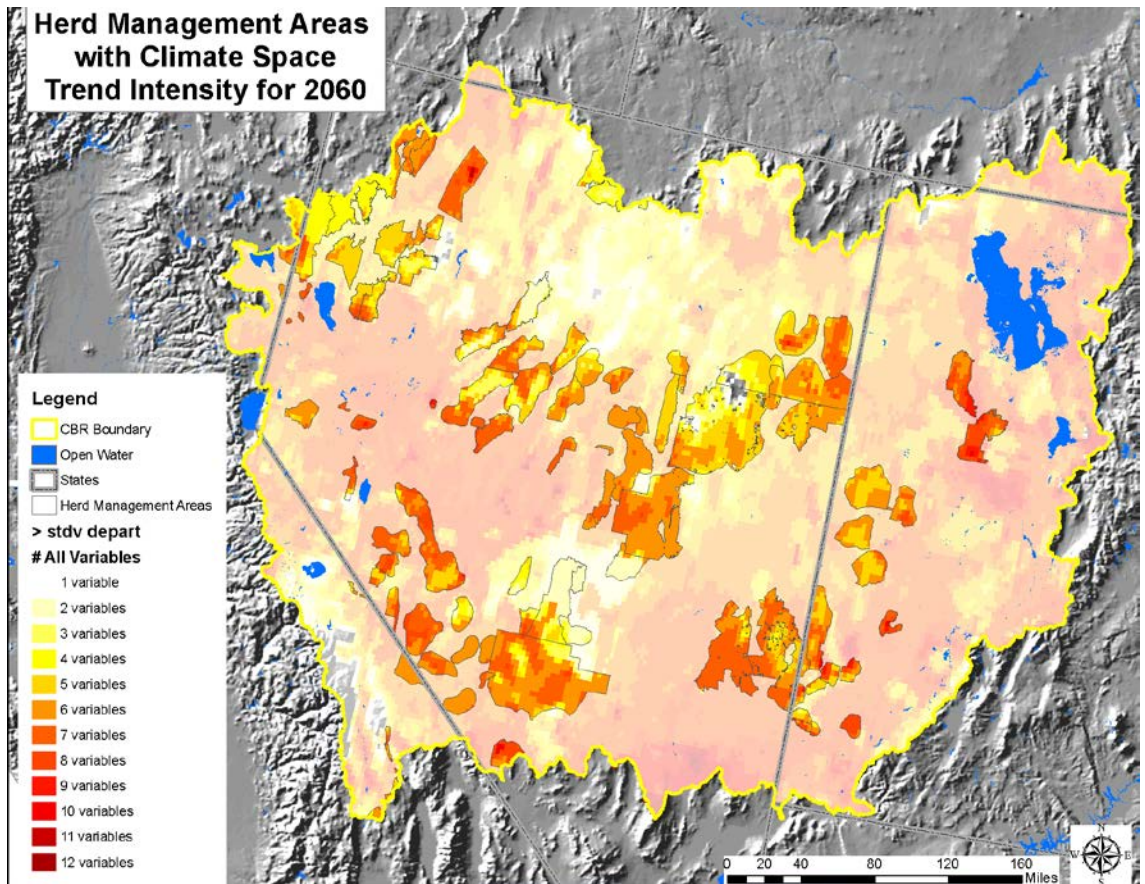 Herd Management Areas
with Climate Space
Trend Intensity for 2060
Legend
CBR Boundary
Open Water
States
Herd Management Areas
> stdv depart
# All Variables
1 variable
2 variables
3 variables
4 variables
5 variables
6 variables
7 variables
8 variables
9 variables
10 variables
11 variables
12 variables
N
W E
S
0 20 40 80 120 160
Miles